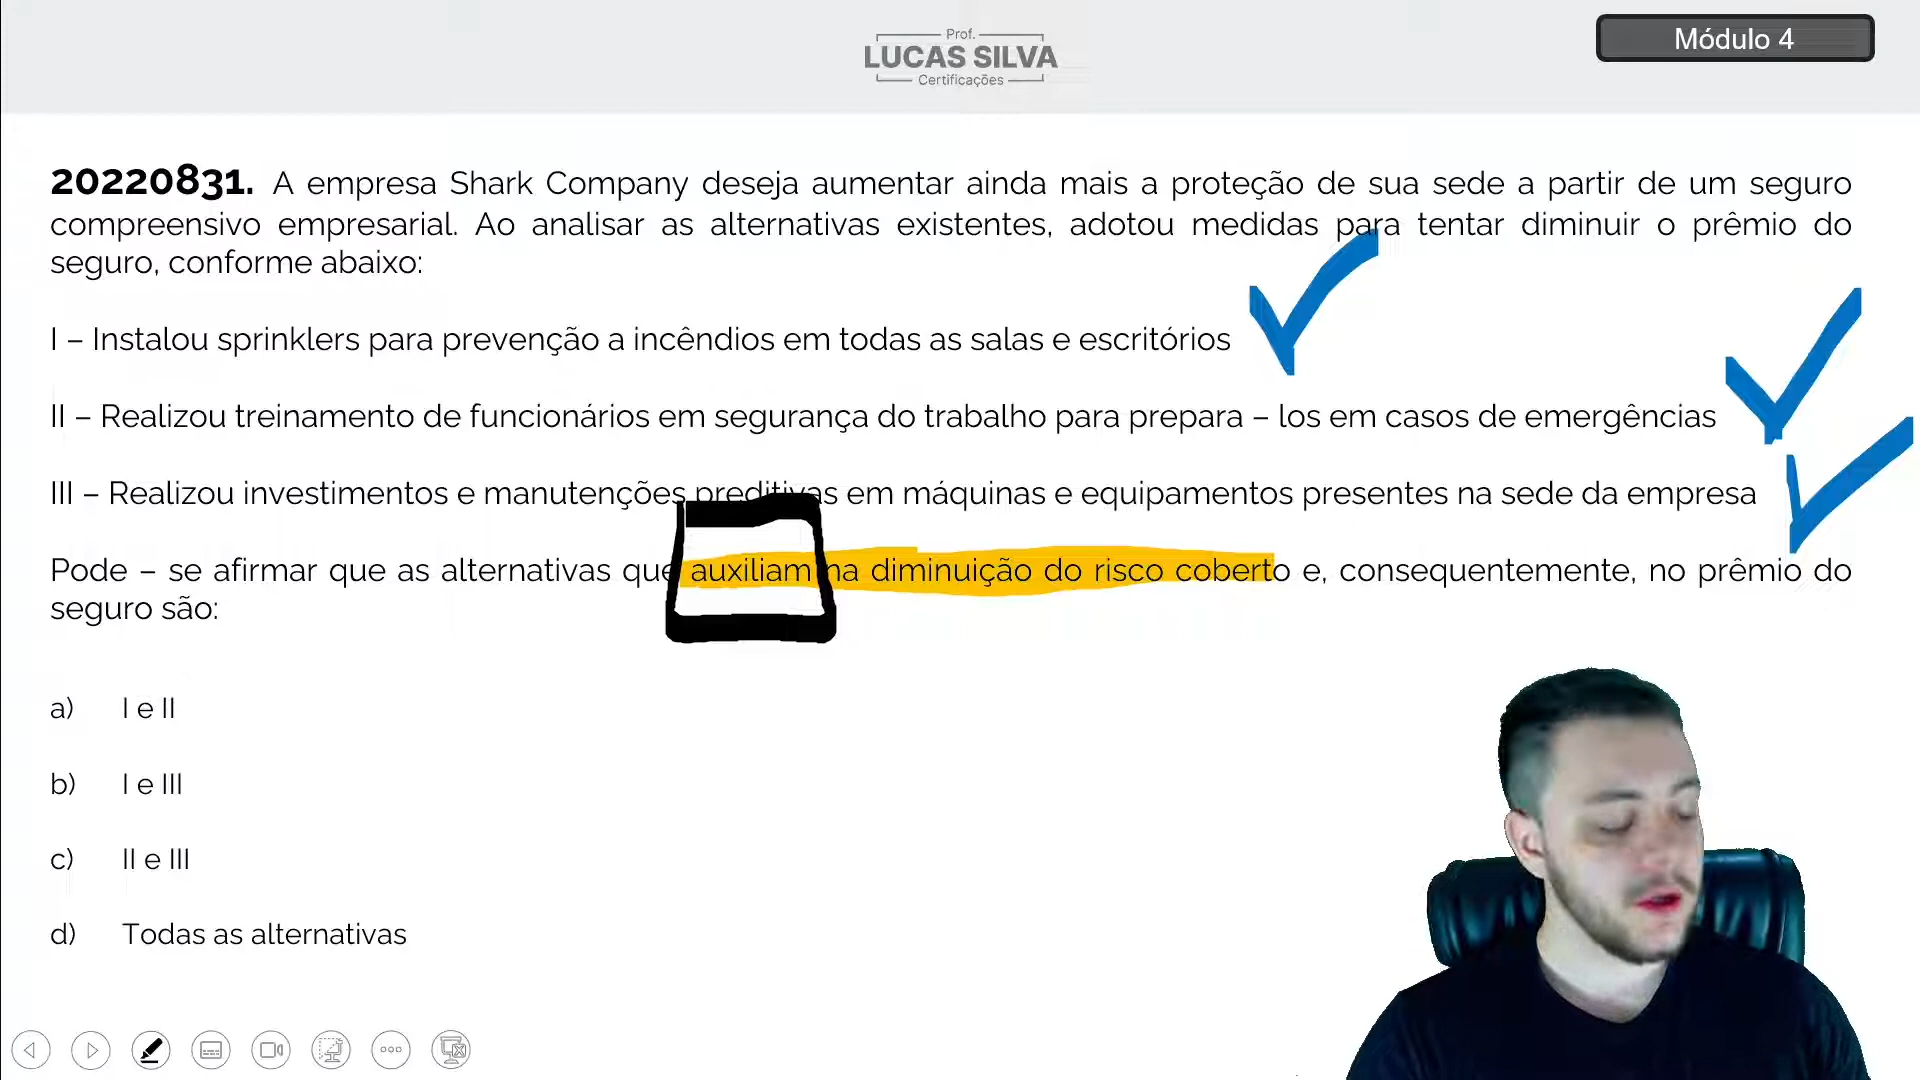 Módulo 4
Prof.
LUCAS SILVA
Certificações
20220831. A empresa Shark Company deseja aumentar ainda mais a proteção de sua sede a partir de um seguro
compreensivo empresarial. Ao analisar as alternativas existentes, adotou medidas para tentar diminuir o prêmio do
seguro, conforme abaixo:
I – Instalou sprinklers para prevenção a incêndios em todas as salas e escritórios
II – Realizou treinamento de funcionários em segurança do trabalho para prepara – los em casos de emergências
III – Realizou investimentos e manutenções preditivas em máquinas e equipamentos presentes na sede da empresa
Pode – se afirmar que as alternativas que auxiliam na diminuição do risco coberto e, consequentemente, no prêmio do
seguro são:
a) I e II
b) I e III
c) II e III
d) Todas as alternativas